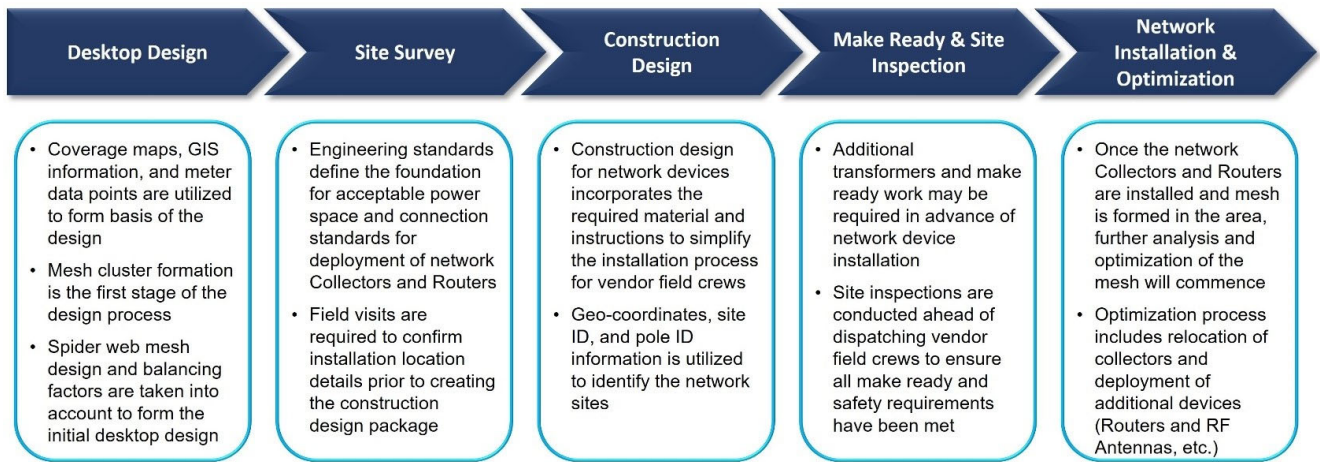 Desktop Design
Site Survey
Construction
Design
Make Ready & Site
Inspection
Network
Installation &
Optimization
• Coverage maps, GIS
information, and meter
data points are utilized
to form basis of the
design
• Mesh cluster formation
is the first stage of the
design process
• Spider web mesh
design and balancing
factors are taken into
account to form the
initial desktop design
• Engineering standards
define the foundation
for acceptable power
space and connection
standards for
deployment of network
Collectors and Routers
• Field visits are
required to confirm
installation location
details prior to creating
the construction
design package
• Construction design
for network devices
incorporates the
required material and
instructions to simplify
the installation process
for vendor field crews
• Geo-coordinates, site
ID, and pole ID
information is utilized
to identify the network
sites
• Additional
transformers and make
ready work may be
required in advance of
network device
installation
• Site inspections are
conducted ahead of
dispatching vendor
field crews to ensure
all make ready and
safety requirements
have been met
• Once the network
Collectors and Routers
are installed and mesh
is formed in the area,
further analysis and
optimization of the
mesh will commence
• Optimization process
includes relocation of
collectors and
deployment of
additional devices
(Routers and RF
Antennas, etc.)